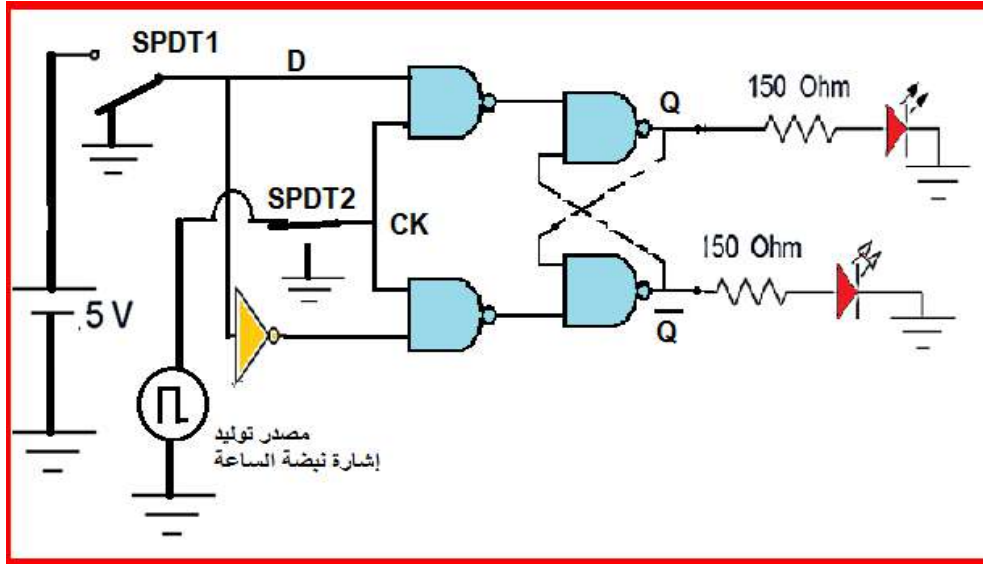 SPDT1
D
Q
150 Ohm
SPDT2
CK
150 Ohm
.5 V
Q
مصدر توليد
إشارة نبضة الساعة